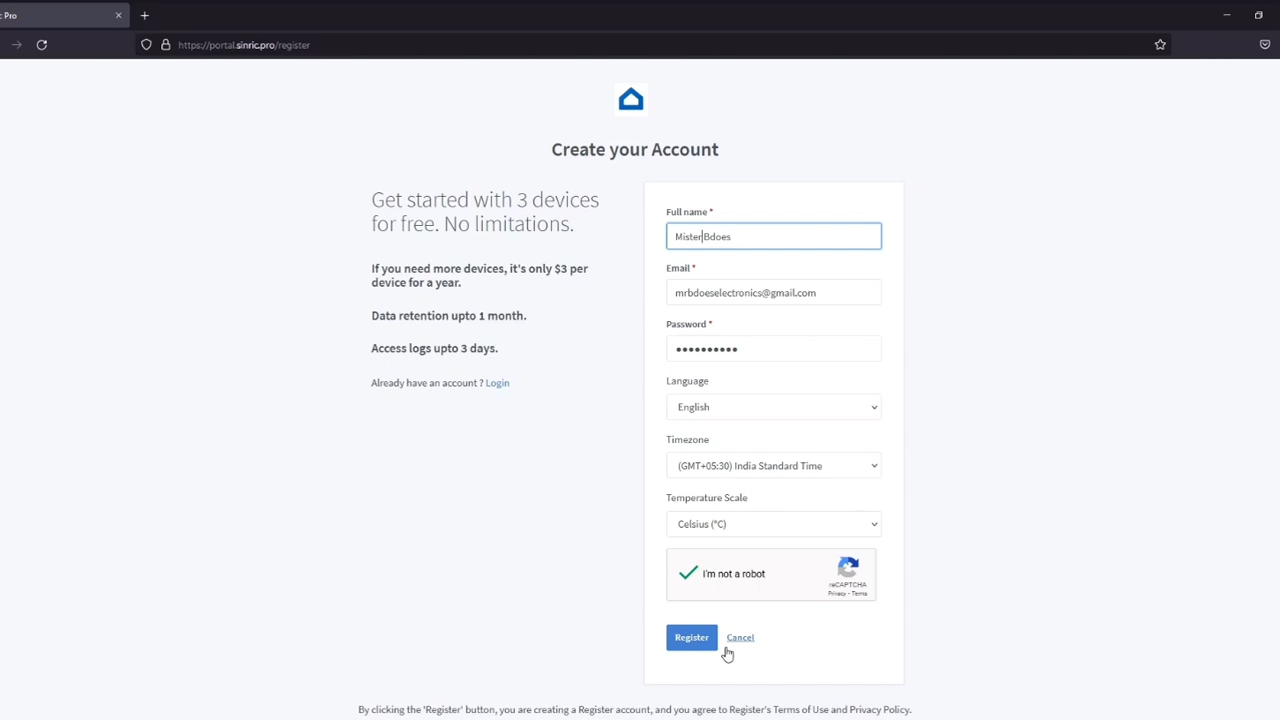 c Pro
https://portal.sinric.pro/register
Create your Account
Get started with 3 devices
for free. No limitations.
If you need more devices, it's only $3 per
device for a year.
Data retention upto 1 month.
Access logs upto 3 days.
Already have an account ? Login
Full name *
Mister Bdoes
Email *
mrbdoeselectronics@gmail.com
Password *
••••••••••
Language
English
Timezone
(GMT+05:30) India Standard Time
Temperature Scale
Celsius (°C)
I'm not a robot
reCAPTCHA
Privacy - Terms
Register Cancel
By clicking the 'Register' button, you are creating a Register account, and you agree to Register's Terms of Use and Privacy Policy.